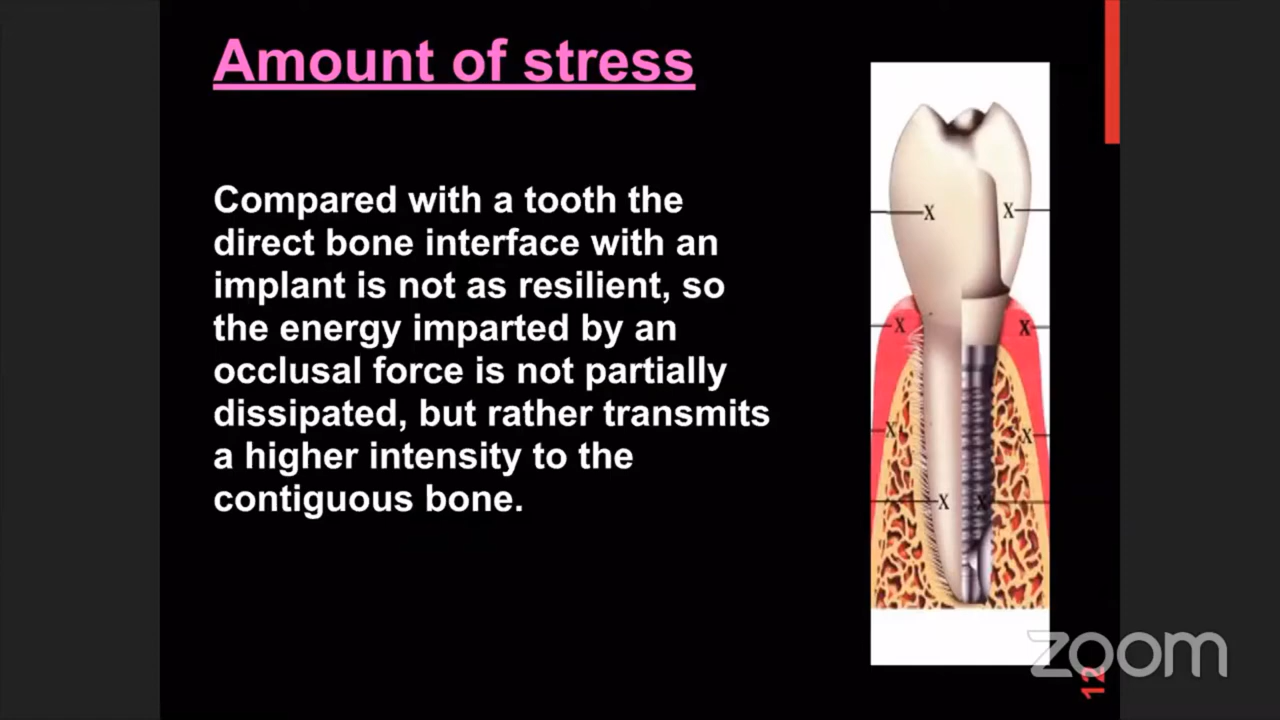 Amount of stress
Compared with a tooth the
direct bone interface with an
implant is not as resilient, so
the energy imparted by an
occlusal force is not partially
dissipated, but rather transmits
a higher intensity to the
contiguous bone.
X X
X X
X X
X X
zoom
12